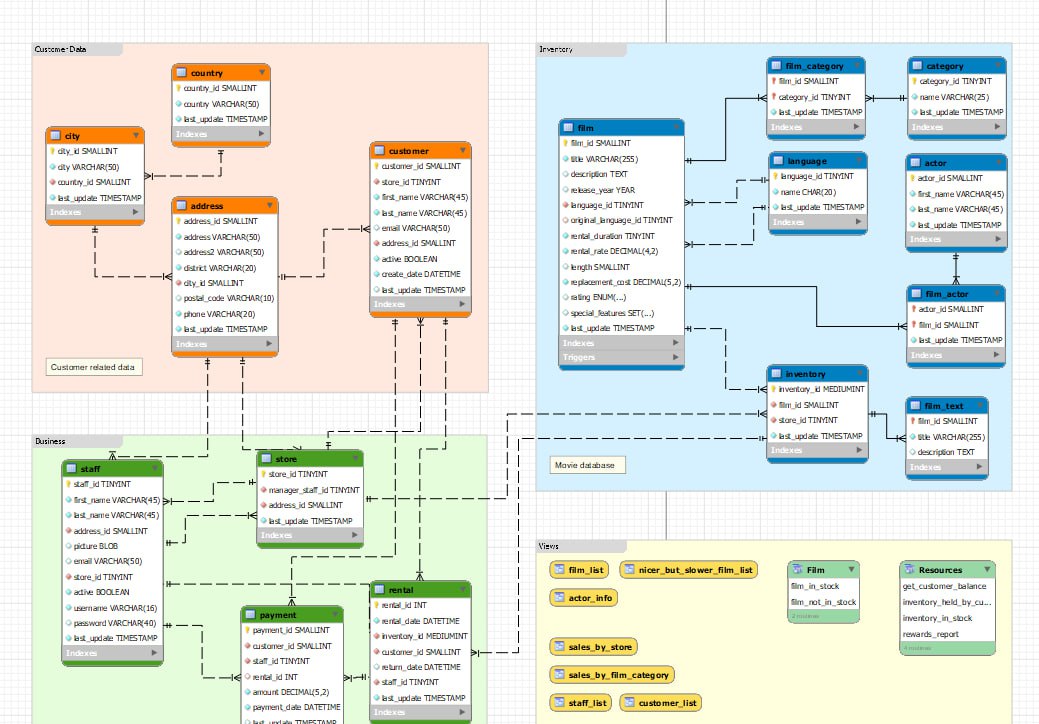 Customer Data
country
country_id SMALLINT
country VARCHAR(50)
last_update TIMESTAMP
Indexes
city
city_id SMALLINT
city VARCHAR(50)
country_id SMALLINT
last_update TIMESTAMP
Indexes
address
address_id SMALLINT
address VARCHAR(50)
address2 VARCHAR(50)
district VARCHAR(20)
city_id SMALLINT
postal_code VARCHAR(10)
phone VARCHAR(20)
last_update TIMESTAMP
Indexes
customer
customer_id SMALLINT
store_id TINYINT
first_name VARCHAR(45)
last_name VARCHAR(45)
email VARCHAR(50)
address_id SMALLINT
active BOOLEAN
create_date DATETIME
last_update TIMESTAMP
Indexes
Customer related data
Inventory
film
film_id SMALLINT
title VARCHAR(255)
description TEXT
release_year YEAR
language_id TINYINT
original_language_id TINYINT
rental_duration TINYINT
rental_rate DECIMAL(4,2)
length SMALLINT
replacement_cost DECIMAL(5,2)
rating ENUM(...)
special_features SET(...)
last_update TIMESTAMP
Indexes
Triggers
film_category
film_id SMALLINT
category_id TINYINT
last_update TIMESTAMP
Indexes
category
category_id TINYINT
name VARCHAR(25)
last_update TIMESTAMP
Indexes
language
language_id TINYINT
name CHAR(20)
last_update TIMESTAMP
Indexes
actor
actor_id SMALLINT
first_name VARCHAR(45)
last_name VARCHAR(45)
last_update TIMESTAMP
Indexes
film_actor
actor_id SMALLINT
film_id SMALLINT
last_update TIMESTAMP
Indexes
inventory
inventory_id MEDIUMINT
film_id SMALLINT
store_id TINYINT
last_update TIMESTAMP
Indexes
film_text
film_id SMALLINT
title VARCHAR(255)
description TEXT
Indexes
Movie database
Business
staff
staff_id TINYINT
first_name VARCHAR(45)
last_name VARCHAR(45)
address_id SMALLINT
picture BLOB
email VARCHAR(50)
store_id TINYINT
active BOOLEAN
username VARCHAR(16)
password VARCHAR(40)
last_update TIMESTAMP
Indexes
store
store_id TINYINT
manager_staff_id TINYINT
address_id SMALLINT
last_update TIMESTAMP
Indexes
payment
payment_id SMALLINT
customer_id SMALLINT
staff_id TINYINT
rental_id INT
amount DECIMAL(5,2)
payment_date DATETIME
last_update TIMESTAMP
rental
rental_id INT
rental_date DATETIME
inventory_id MEDIUMINT
customer_id SMALLINT
return_date DATETIME
staff_id TINYINT
last_update TIMESTAMP
Indexes
Views
film_list
nicer_but_slower_film_list
actor_info
sales_by_store
sales_by_film_category
staff_list
customer_list
Film
film_in_stock
film_not_in_stock
2 routines
Resources
get_customer_balance
inventory_held_by_cu...
inventory_in_stock
rewards_report
4 routines